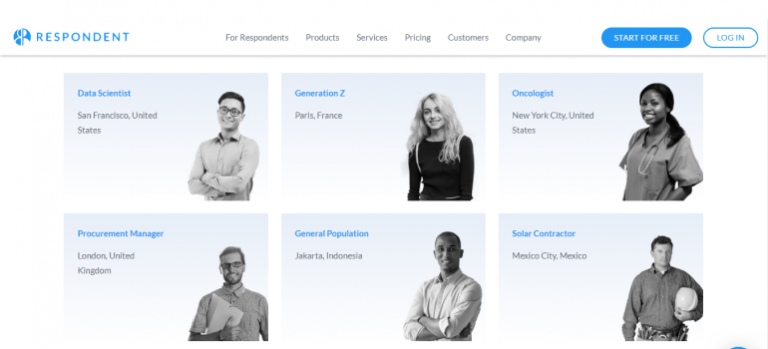 RESPONDENT
For Respondents Products Services Pricing Customers Company
START FOR FREE
LOG IN
Data Scientist
San Francisco, United
States
Generation Z
Paris, France
Oncologist
New York City, United
States
Procurement Manager
London, United
Kingdom
General Population
Jakarta, Indonesia
Solar Contractor
Mexico City, Mexico